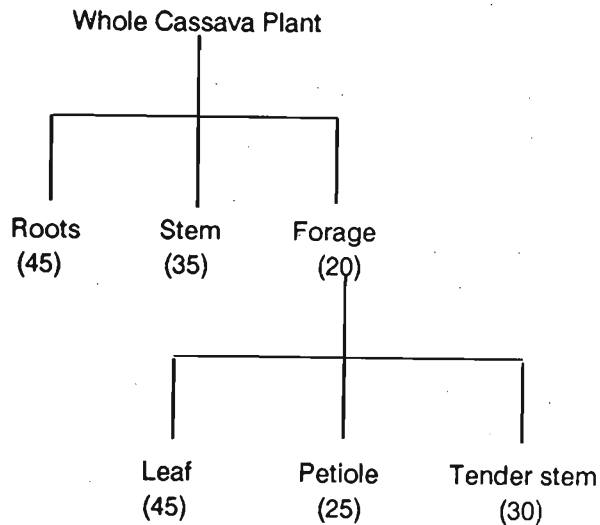 Whole Cassava Plant
Roots Stem Forage
(45) (35) (20)
Leaf Petiole Tender stem
(45) (25) (30)